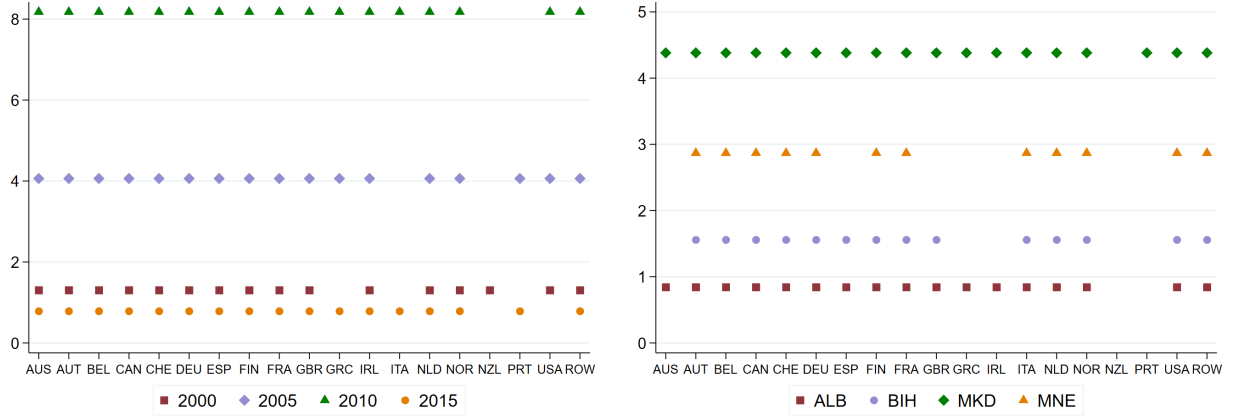 8
6
4
2
0
AUS AUT BEL CAN CHE DEU ESP FIN FRA GBR GRC IRL ITA NLD NOR NZL PRT USA ROW
2000 2005 2010 2015
5
4
3
2
1
0
AUS AUT BEL CAN CHE DEU ESP FIN FRA GBR GRC IRL ITA NLD NOR NZL PRT USA ROW
ALB BIH MKD MNE